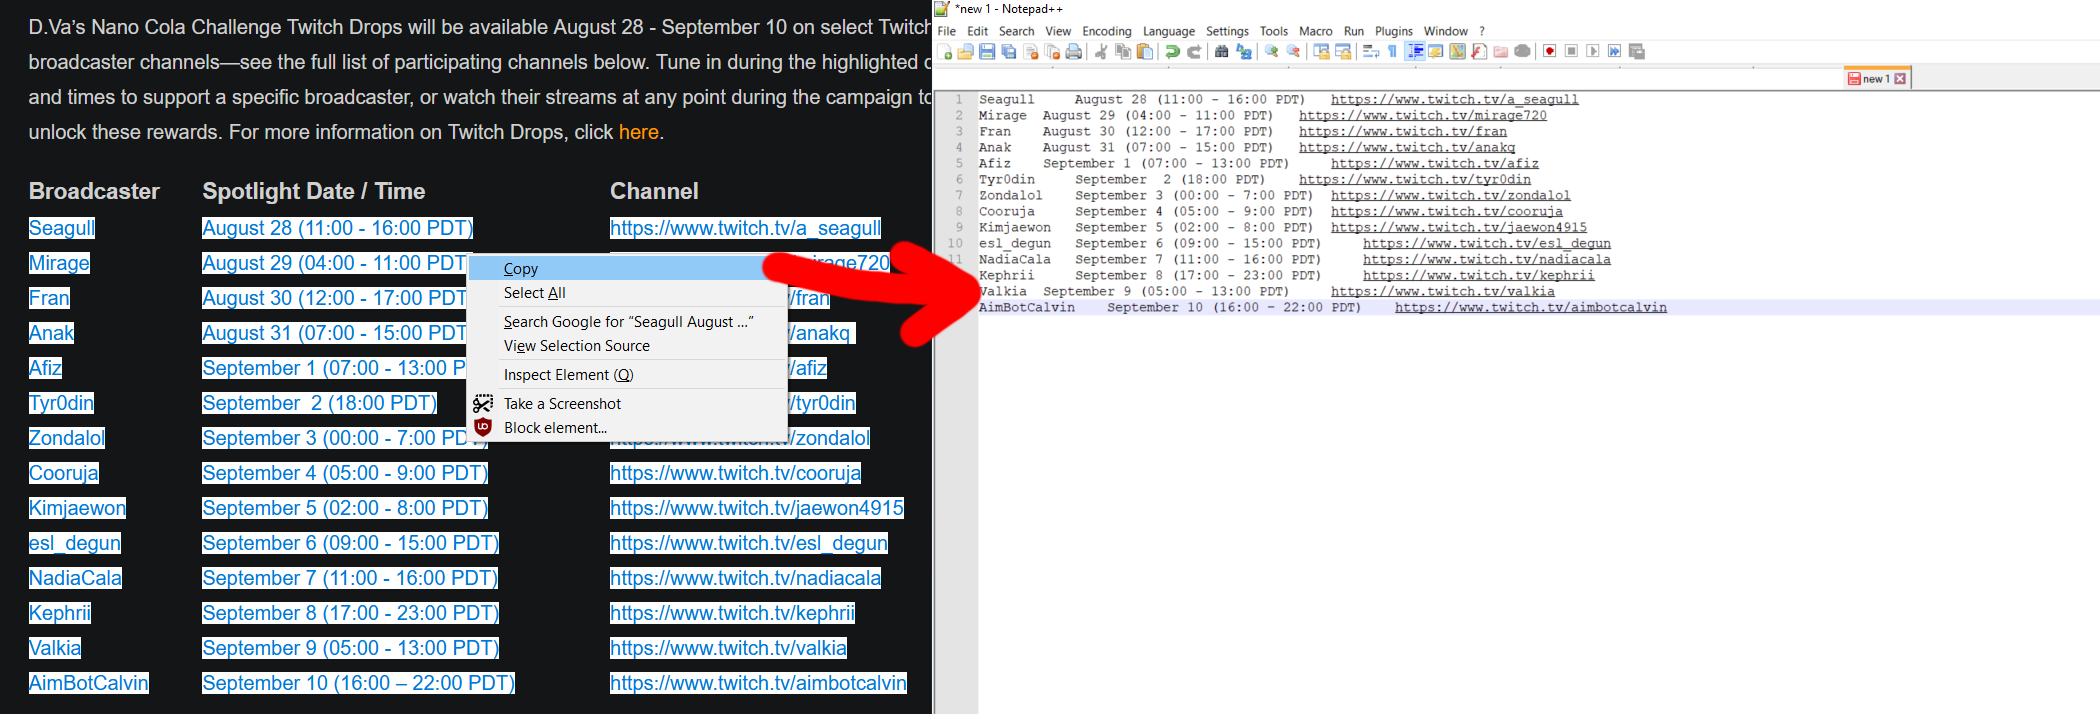 D.Va’s Nano Cola Challenge Twitch Drops will be available August 28 - September 10 on select Twitch
broadcaster channels—see the full list of participating channels below. Tune in during the highlighted
and times to support a specific broadcaster, or watch their streams at any point during the campaign to
unlock these rewards. For more information on Twitch Drops, click here.
Broadcaster Spotlight Date / Time Channel
Seagull August 28 (11:00 - 16:00 PDT) https://www.twitch.tv/a_seagull
Mirage August 29 (04:00 - 11:00 PDT mirage720
Fran August 30 (12:00 - 17:00 PDT /fran
Anak August 31 (07:00 - 15:00 PDT /anakq
Afiz September 1 (07:00 - 13:00 P /afiz
Tyr0din September  2 (18:00 PDT) /tyr0din
Zondalol September 3 (00:00 - 7:00 PD https://www.twitch.tv/zondalol
Cooruja September 4 (05:00 - 9:00 PDT) https://www.twitch.tv/cooruja
Kimjaewon September 5 (02:00 - 8:00 PDT) https://www.twitch.tv/jaewon4915
esl_degun September 6 (09:00 - 15:00 PDT) https://www.twitch.tv/esl_degun
NadiaCala September 7 (11:00 - 16:00 PDT) https://www.twitch.tv/nadiacala
Kephrii September 8 (17:00 - 23:00 PDT) https://www.twitch.tv/kephrii
Valkia September 9 (05:00 - 13:00 PDT) https://www.twitch.tv/valkia
AimBotCalvin September 10 (16:00 – 22:00 PDT) https://www.twitch.tv/aimbotcalvin
Copy
Select All
Search Google for “Seagull August ...”
View Selection Source
Inspect Element (Q)
Take a Screenshot
Block element...
*new 1 - Notepad++
File Edit Search View Encoding Language Settings Tools Macro Run Plugins Window ?
new 1
1 Seagull August 28 (11:00 - 16:00 PDT) https://www.twitch.tv/a_seagull
2 Mirage August 29 (04:00 - 11:00 PDT) https://www.twitch.tv/mirage720
3 Fran August 30 (12:00 - 17:00 PDT) https://www.twitch.tv/fran
4 Anak August 31 (07:00 - 15:00 PDT) https://www.twitch.tv/anakq
5 Afiz September 1 (07:00 - 13:00 PDT) https://www.twitch.tv/afiz
6 Tyr0din September  2 (18:00 PDT) https://www.twitch.tv/tyr0din
7 Zondalol September 3 (00:00 - 7:00 PDT) https://www.twitch.tv/zondalol
8 Cooruja September 4 (05:00 - 9:00 PDT) https://www.twitch.tv/cooruja
9 Kimjaewon September 5 (02:00 - 8:00 PDT) https://www.twitch.tv/jaewon4915
10 esl_degun September 6 (09:00 - 15:00 PDT) https://www.twitch.tv/esl_degun
11 NadiaCala September 7 (11:00 - 16:00 PDT) https://www.twitch.tv/nadiacala
Kephrii September 8 (17:00 - 23:00 PDT) https://www.twitch.tv/kephrii
Valkia September 9 (05:00 - 13:00 PDT) https://www.twitch.tv/valkia
AimBotCalvin September 10 (16:00 – 22:00 PDT) https://www.twitch.tv/aimbotcalvin